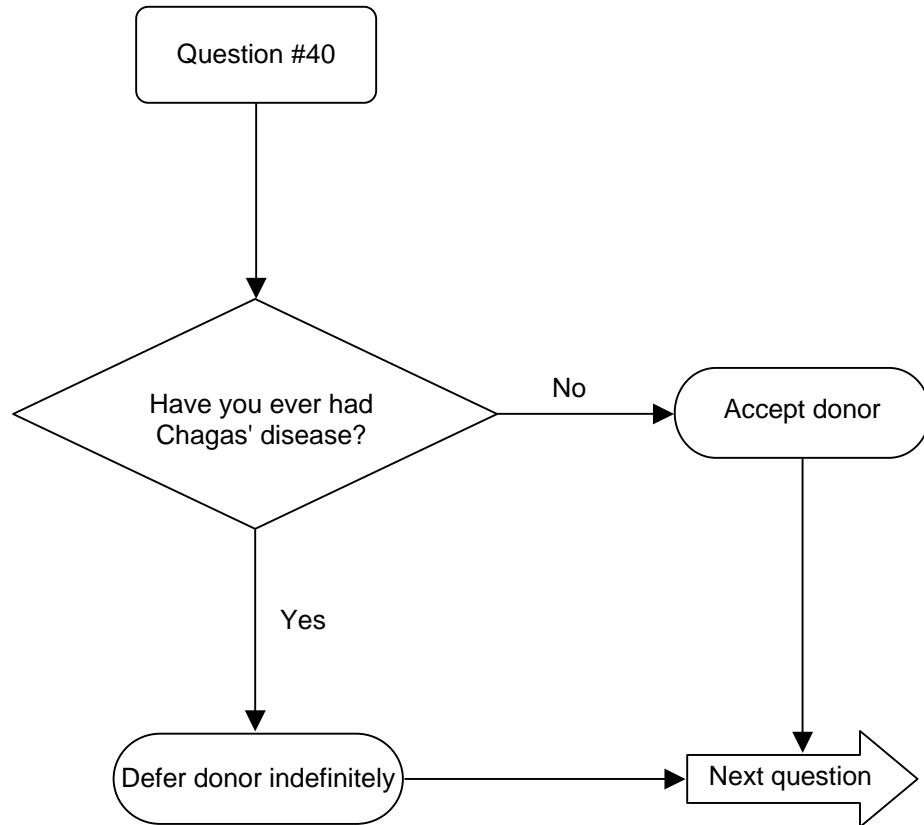 Question #40
Have you ever had
Chagas' disease?
No
Accept donor
Yes
Defer donor indefinitely
Next question